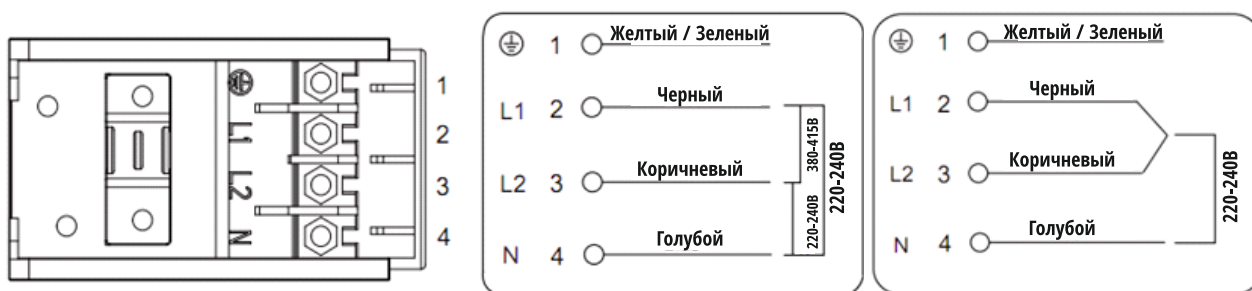 L1
L2
N
1
2
3
4
1 Желтый / Зеленый
L1 2 Черный
L2 3 Коричневый
N 4 Голубой
380-415В
220-240В
220-240В
1 Желтый / Зеленый
L1 2 Черный
L2 3 Коричневый
N 4 Голубой
220-240В